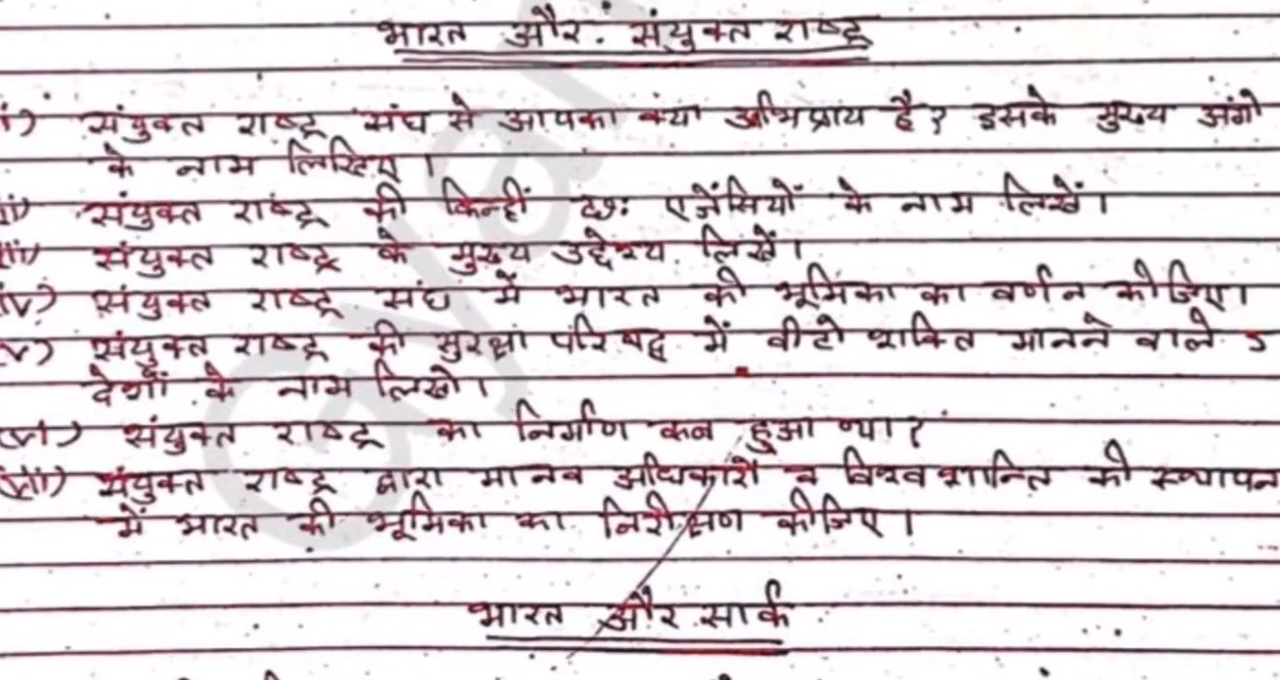 भारत और संयुक्त राष्ट्र
i) संयुक्त राष्ट्र संघ से आपका क्या अभिप्राय है? इसके मुख्य अंगो
के नाम लिखिए।
ii) संयुक्त राष्ट्र की किन्हीं छः एजेंसियों के नाम लिखें।
iii) संयुक्त राष्ट्र के मुख्य उद्देश्य लिखें।
iv) संयुक्त राष्ट्र संघ में भारत की भूमिका का वर्णन कीजिए।
v) संयुक्त राष्ट्र की सुरक्षा परिषद् में वीटो शक्ति मानने वाले 5
देशों के नाम लिखो।
vi) संयुक्त राष्ट्र का निर्माण कब हुआ था?
vii) संयुक्त राष्ट्र द्वारा मानव अधिकारों व विश्व शान्ति की स्थापन
में भारत की भूमिका का निरीक्षण कीजिए।
भारत और सार्क